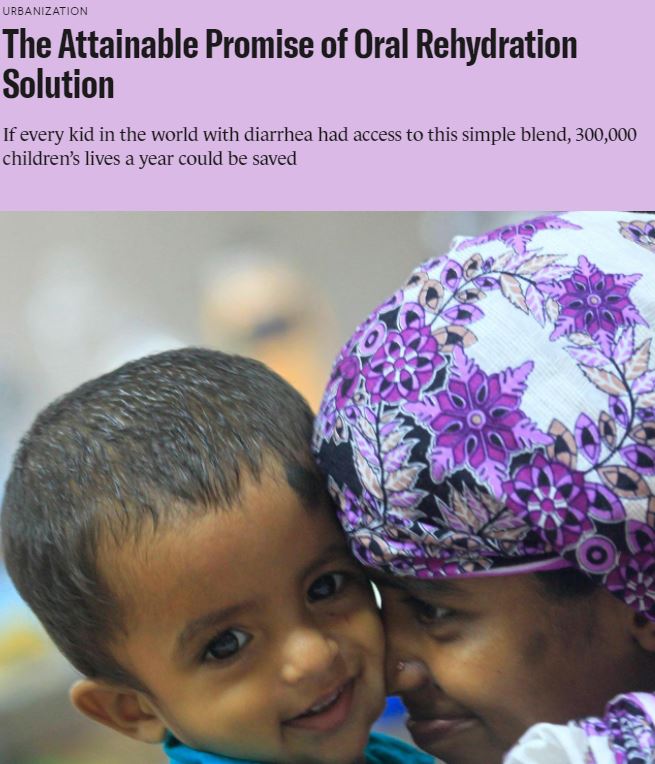 URBANIZATION
The Attainable Promise of Oral Rehydration
Solution
If every kid in the world with diarrhea had access to this simple blend, 300,000
children’s lives a year could be saved